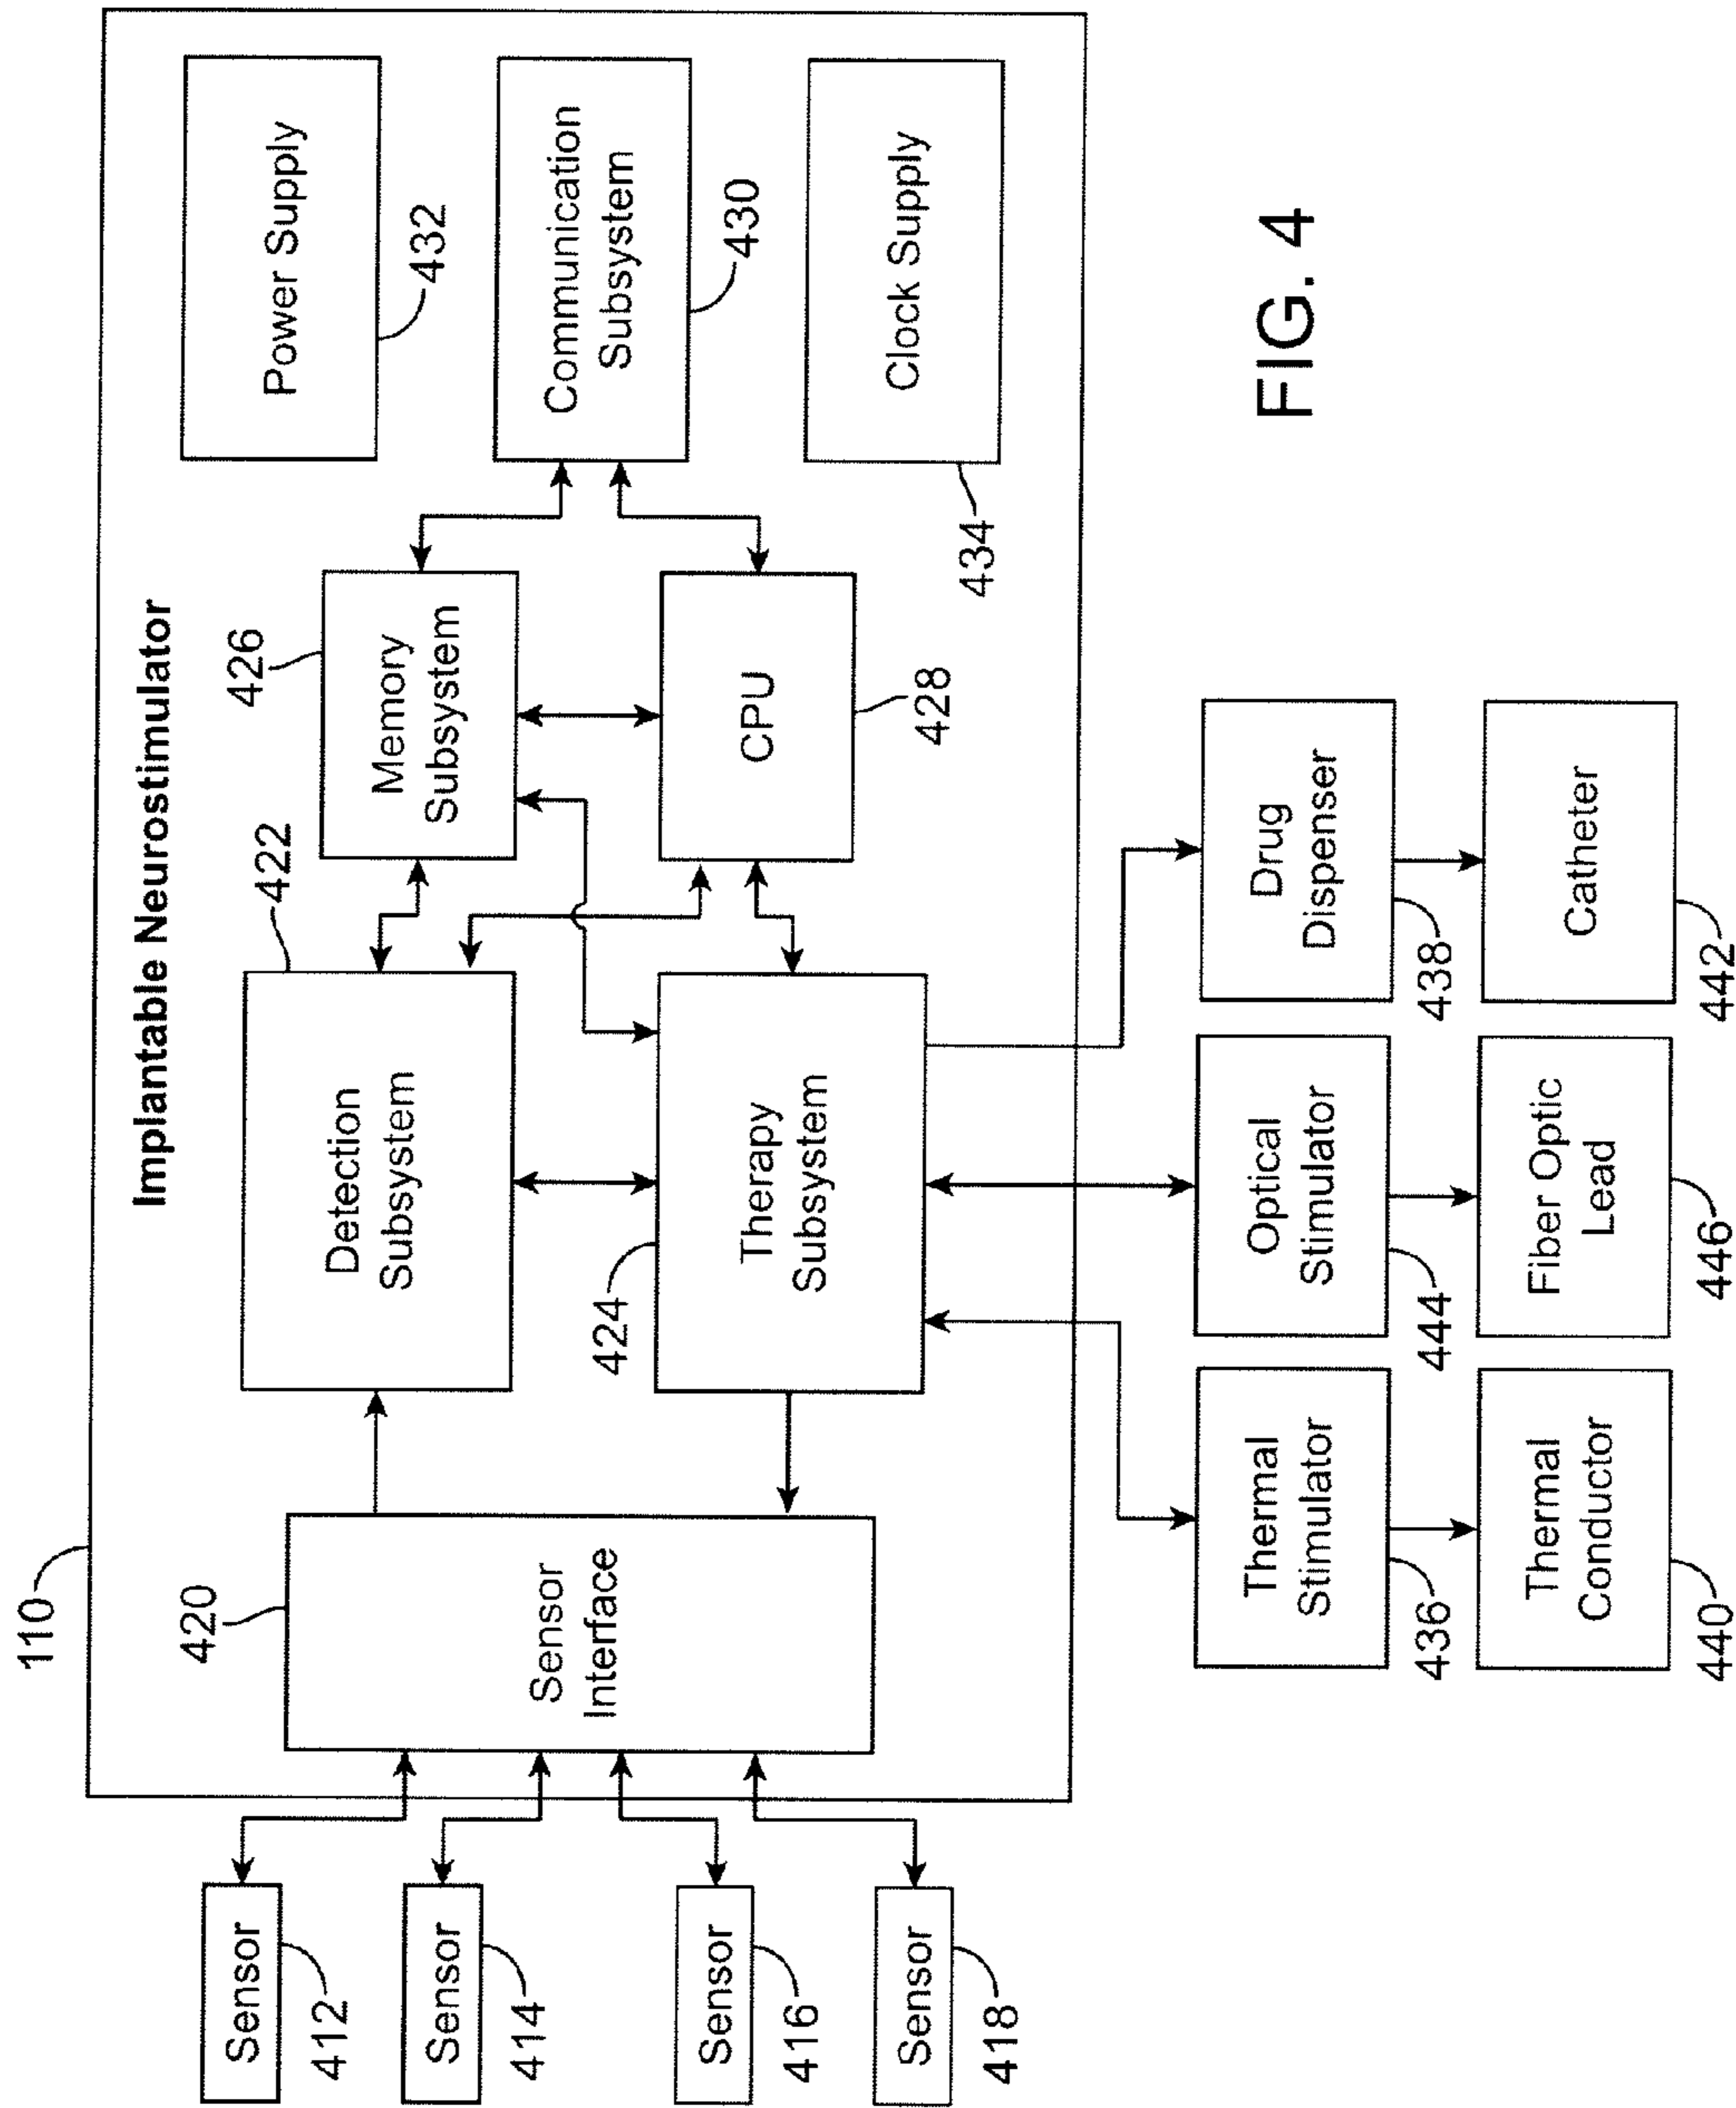 Implantable Neurostimulator
110
Sensor
412
Sensor
414
Sensor
416
Sensor
418
420
Sensor
Interface
422
Detection
Subsystem
424
Therapy
Subsystem
426
Memory
Subsystem
CPU
428
Power Supply
432
Communication
Subsystem
430
Clock Supply
434
Thermal
Stimulator
436
Optical
Stimulator
444
Drug
Dispenser
438
Thermal
Conductor
440
Fiber Optic
Lead
446
Catheter
442
FIG. 4